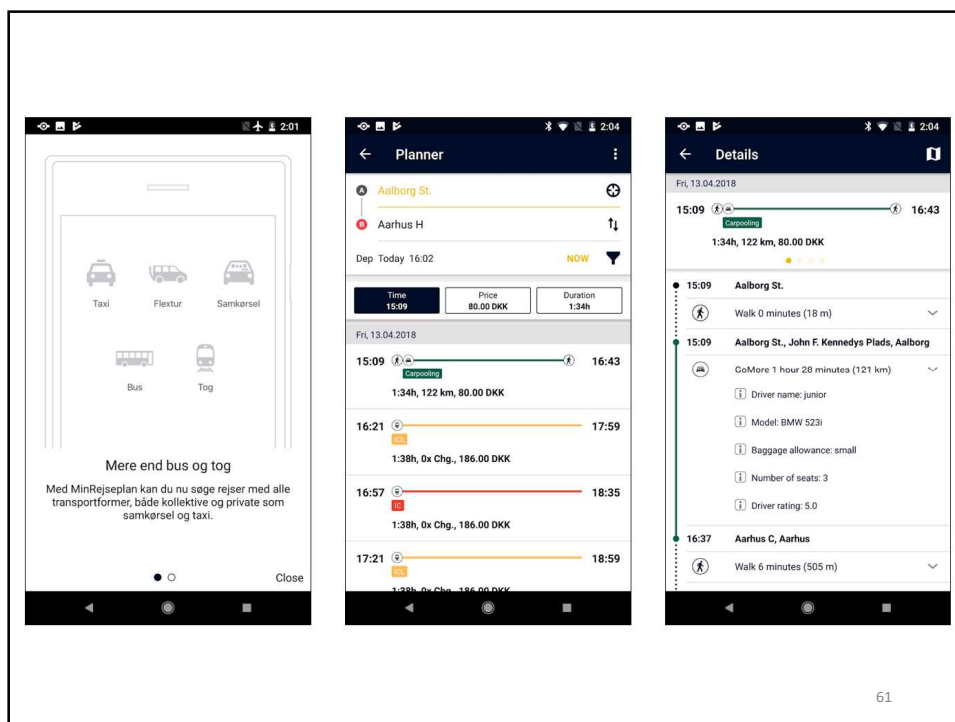 2:01
Taxi
Flextur
Samkørsel
Bus
Tog
Mere end bus og tog
Med MinRejseplan kan du nu søge rejser med alle
transportformer, både kollektive og private som
samkørsel og taxi.
Close
2:04
Planner
A Aalborg St.
B Aarhus H
Dep Today 16:02 NOW
Time Price Duration
15:09 80.00 DKK 1:34h
Fri, 13.04.2018
15:09 16:43
Carpooling
1:34h, 122 km, 80.00 DKK
16:21 17:59
ICL
1:38h, 0x Chg., 186.00 DKK
16:57 18:35
IC
1:38h, 0x Chg., 186.00 DKK
17:21 18:59
ICL
1:38h, 0x Chg., 186.00 DKK
2:04
Details
Fri, 13.04.2018
15:09 16:43
Carpooling
1:34h, 122 km, 80.00 DKK
15:09 Aalborg St.
Walk 0 minutes (18 m)
15:09 Aalborg St., John F. Kennedys Plads, Aalborg
GoMore 1 hour 28 minutes (121 km)
i Driver name: junior
i Model: BMW 523i
i Baggage allowance: small
i Number of seats: 3
i Driver rating: 5.0
16:37 Aarhus C, Aarhus
Walk 6 minutes (505 m)
61